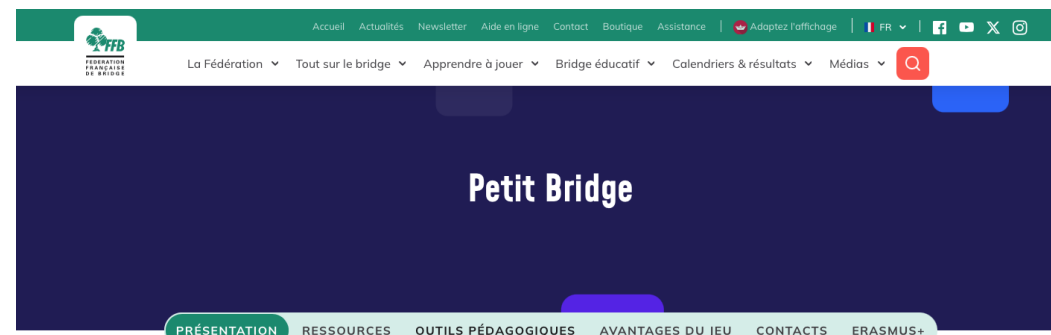 Accueil Actualités Newsletter Aide en ligne Contact Boutique Assistance Adaptez l'affichage FR
FFB
FEDERATION
FRANÇAISE
DE BRIDGE
La Fédération Tout sur le bridge Apprendre à jouer Bridge éducatif Calendriers & résultats Médias
Petit Bridge
PRÉSENTATION RESSOURCES OUTILS PÉDAGOGIQUES AVANTAGES DU JEU CONTACTS ERASMUS+